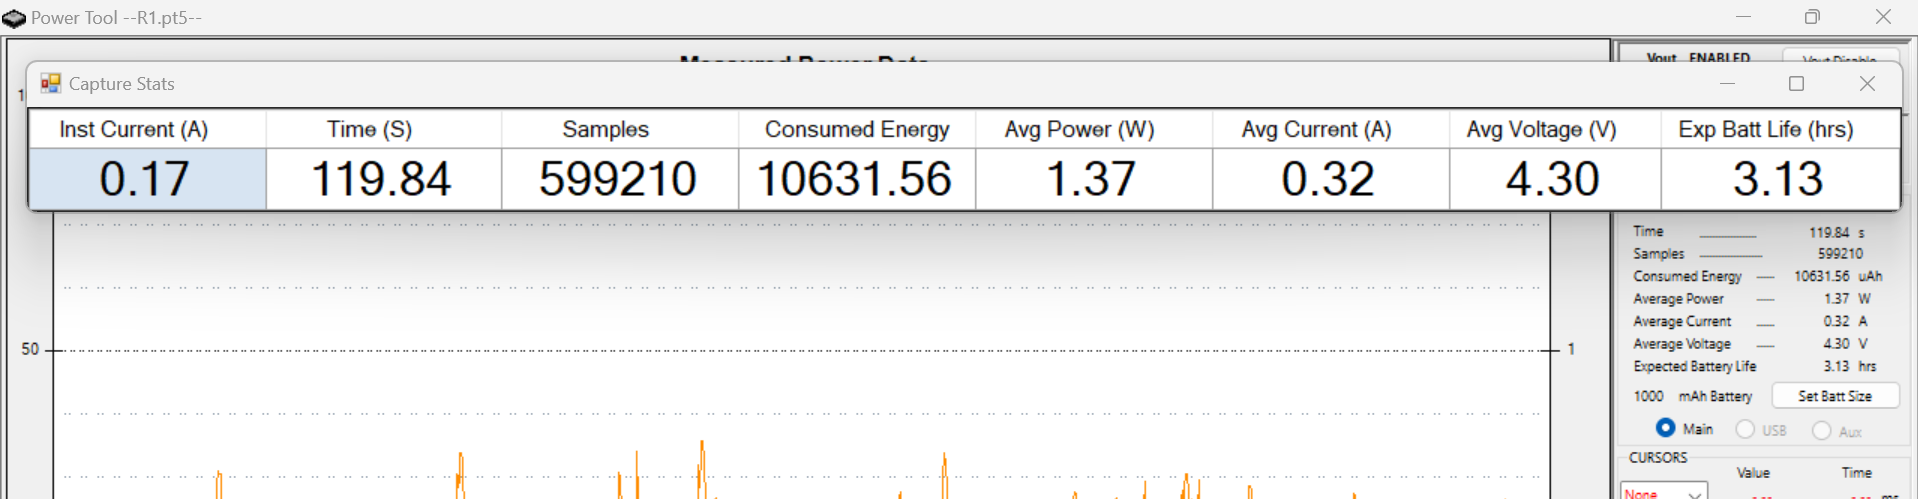 Power Tool --R1.pt5--
Measured Power Data
Vout ENABLED
Vout Disable
Capture Stats
Inst Current (A) Time (S) Samples Consumed Energy Avg Power (W) Avg Current (A) Avg Voltage (V) Exp Batt Life (hrs)
0.17 119.84 599210 10631.56 1.37 0.32 4.30 3.13
Time 119.84 s
Samples 599210
Consumed Energy 10631.56 uAh
Average Power 1.37 W
Average Current 0.32 A
Average Voltage 4.30 V
Expected Battery Life 3.13 hrs
50 1
1000 mAh Battery Set Batt Size
Main USB Aux
CURSORS
Value Time
None